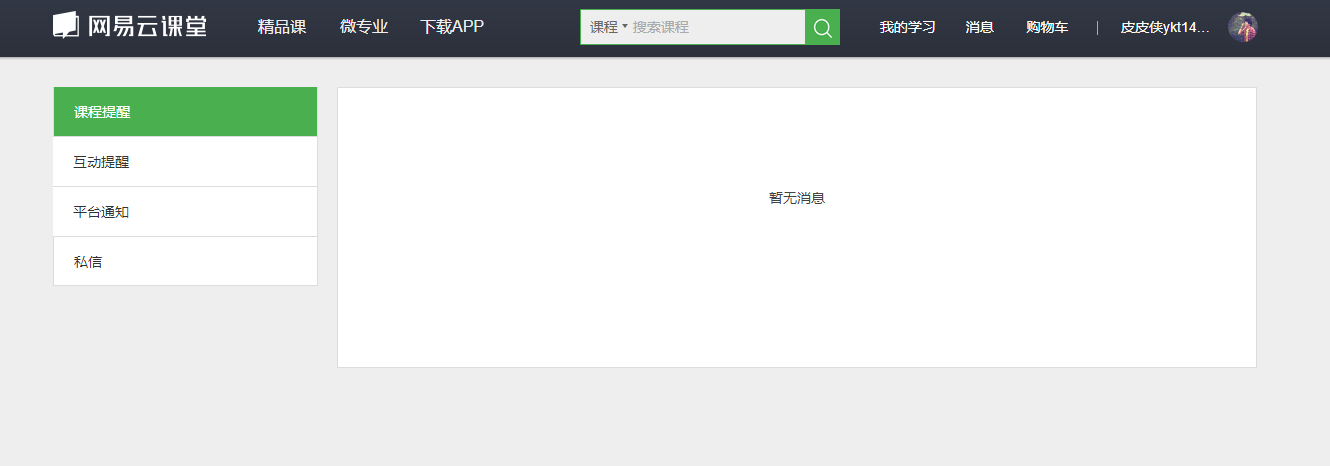 网易云课堂 精品课 微专业 下载APP 课程 搜索课程 我的学习 消息 购物车 | 皮皮侠ykt14...
课程提醒
互动提醒
平台通知
私信
暂无消息